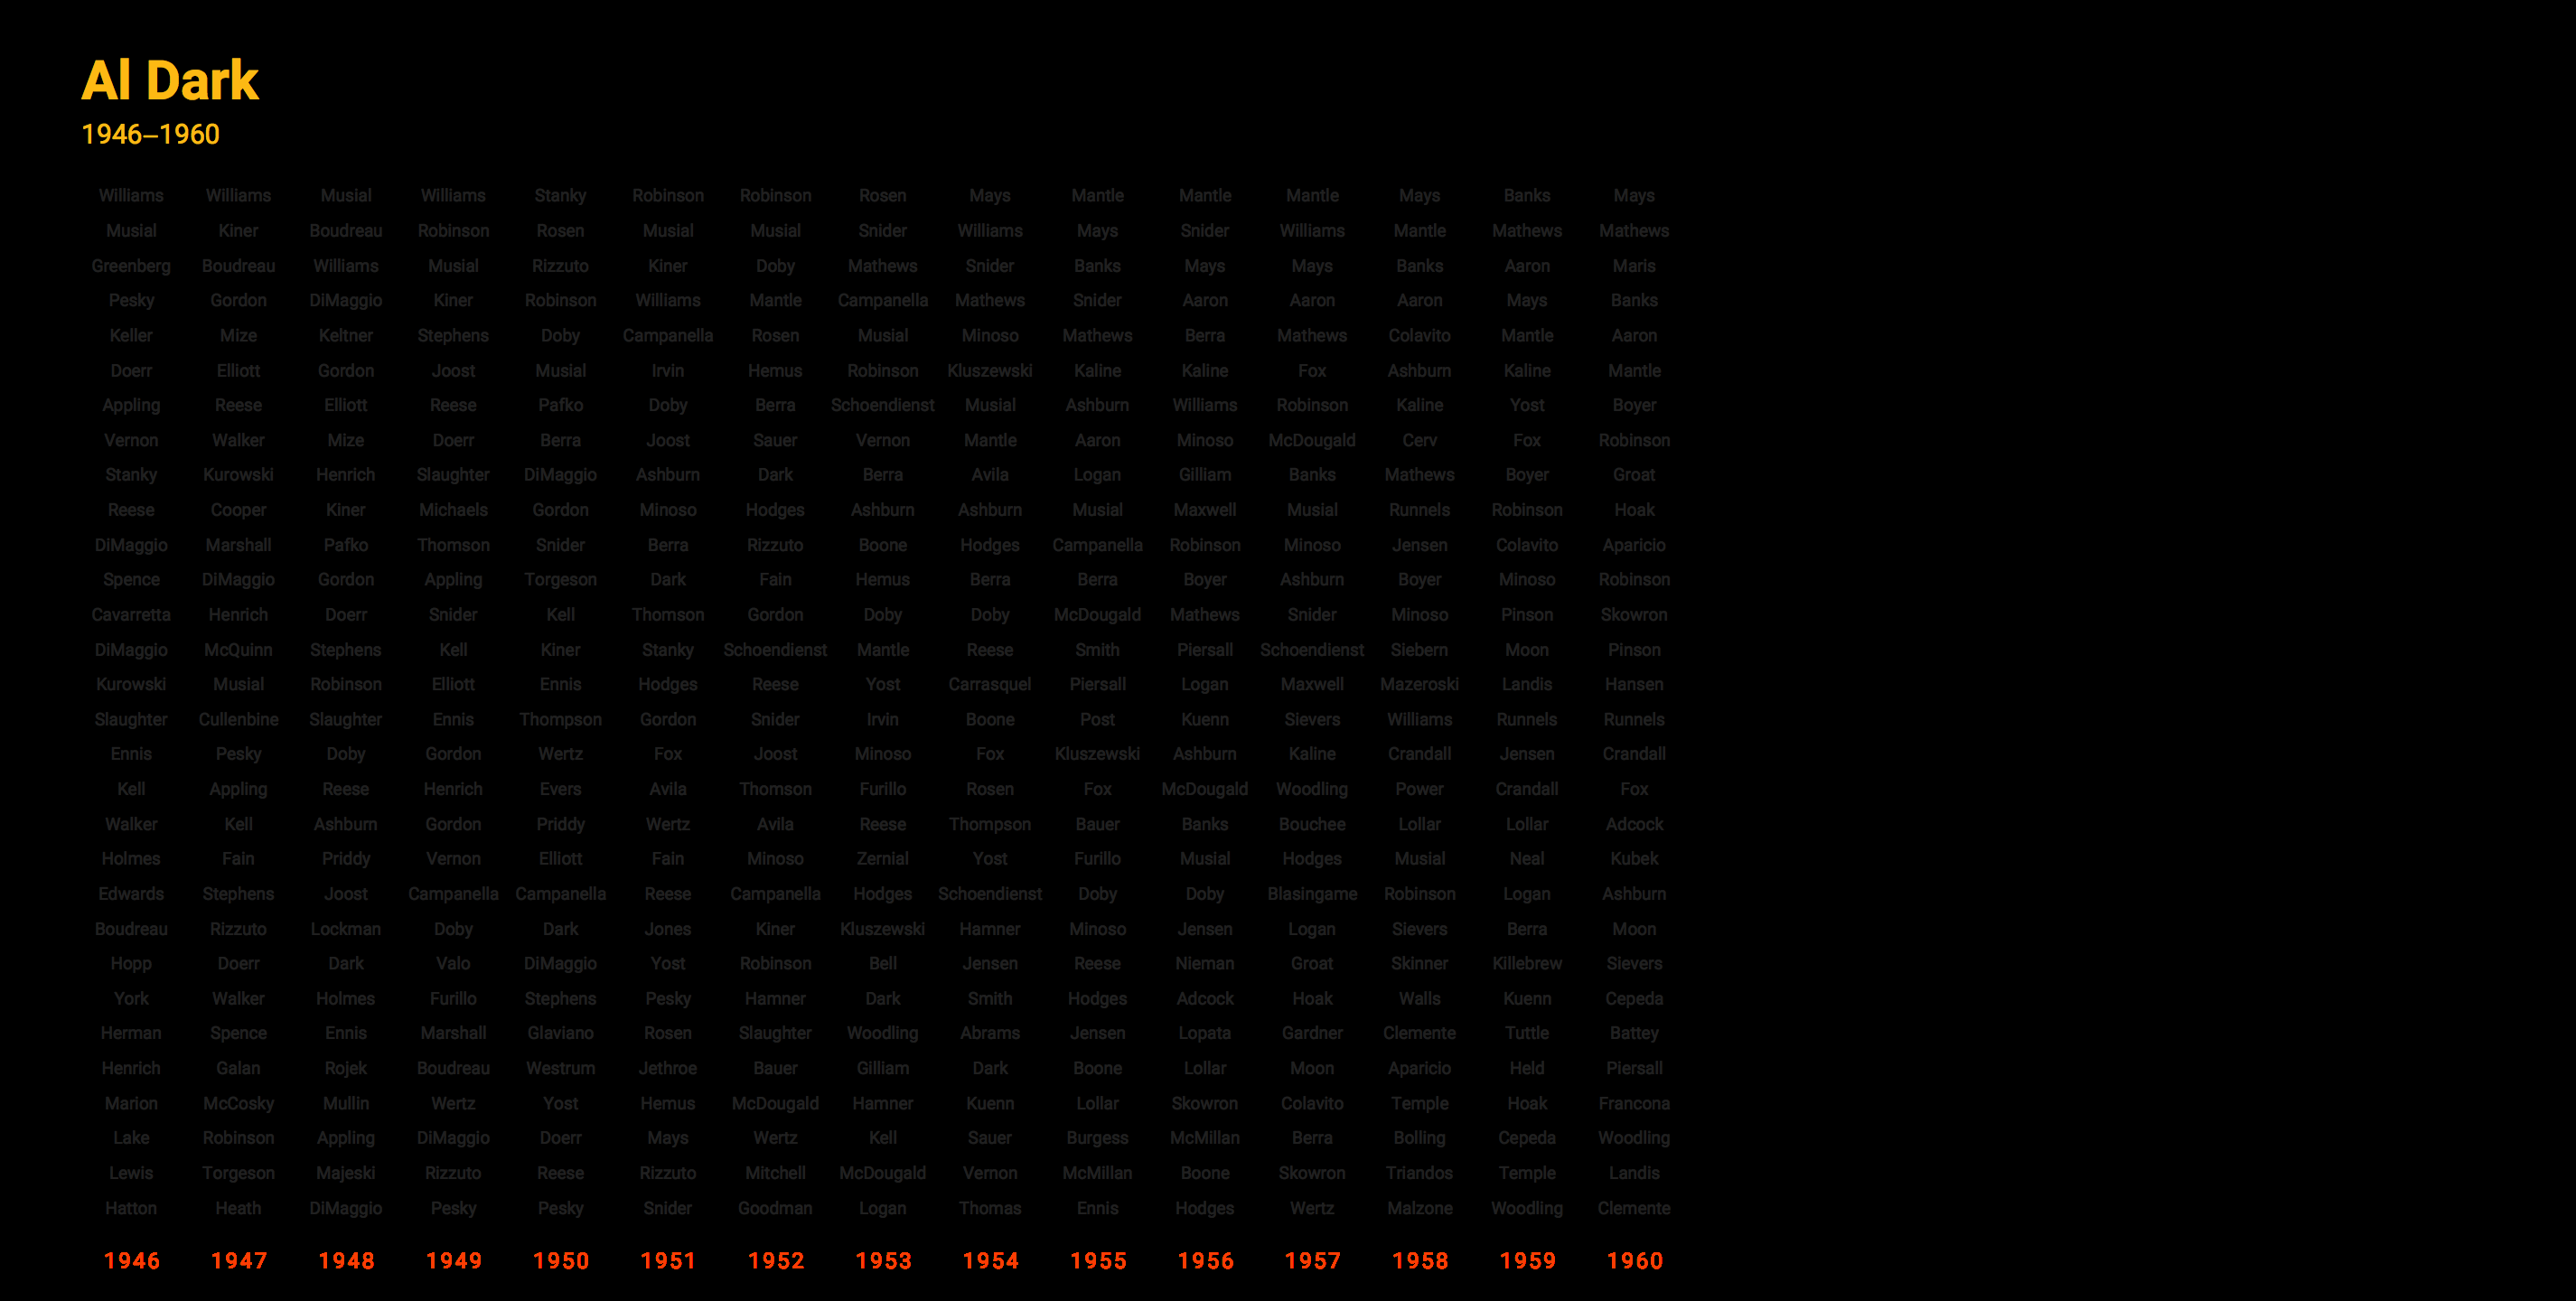 Al Dark
1946–1960
Williams Williams Musial Williams Stanky Robinson Robinson Rosen Mays Mantle Mantle Mantle Mays Banks Mays
Musial Kiner Boudreau Robinson Rosen Musial Musial Snider Williams Mays Snider Williams Mantle Mathews Mathews
Greenberg Boudreau Williams Musial Rizzuto Kiner Doby Mathews Snider Banks Mays Mays Banks Aaron Maris
Pesky Gordon DiMaggio Kiner Robinson Williams Mantle Campanella Mathews Snider Aaron Aaron Aaron Mays Banks
Keller Mize Keltner Stephens Doby Campanella Rosen Musial Minoso Mathews Berra Mathews Colavito Mantle Aaron
Doerr Elliott Gordon Joost Musial Irvin Hemus Robinson Kluszewski Kaline Kaline Fox Ashburn Kaline Mantle
Appling Reese Elliott Reese Pafko Doby Berra Schoendienst Musial Ashburn Williams Robinson Kaline Yost Boyer
Vernon Walker Mize Doerr Berra Joost Sauer Vernon Mantle Aaron Minoso McDougald Cerv Fox Robinson
Stanky Kurowski Henrich Slaughter DiMaggio Ashburn Dark Berra Avila Logan Gilliam Banks Mathews Boyer Groat
Reese Cooper Kiner Michaels Gordon Minoso Hodges Ashburn Ashburn Musial Maxwell Musial Runnels Robinson Hoak
DiMaggio Marshall Pafko Thomson Snider Berra Rizzuto Boone Hodges Campanella Robinson Minoso Jensen Colavito Aparicio
Spence DiMaggio Gordon Appling Torgeson Dark Fain Hemus Berra Berra Boyer Ashburn Boyer Minoso Robinson
Cavarretta Henrich Doerr Snider Kell Thomson Gordon Doby Doby McDougald Mathews Snider Minoso Pinson Skowron
DiMaggio McQuinn Stephens Kell Kiner Stanky Schoendienst Mantle Reese Smith Piersall Schoendienst Siebern Moon Pinson
Kurowski Musial Robinson Elliott Ennis Hodges Reese Yost Carrasquel Piersall Logan Maxwell Mazeroski Landis Hansen
Slaughter Cullenbine Slaughter Ennis Thompson Gordon Snider Irvin Boone Post Kuenn Sievers Williams Runnels Runnels
Ennis Pesky Doby Gordon Wertz Fox Joost Minoso Fox Kluszewski Ashburn Kaline Crandall Jensen Crandall
Kell Appling Reese Henrich Evers Avila Thomson Furillo Rosen Fox McDougald Woodling Power Crandall Fox
Walker Kell Ashburn Gordon Priddy Wertz Avila Reese Thompson Bauer Banks Bouchee Lollar Lollar Adcock
Holmes Fain Priddy Vernon Elliott Fain Minoso Zernial Yost Furillo Musial Hodges Musial Neal Kubek
Edwards Stephens Joost Campanella Campanella Reese Campanella Hodges Schoendienst Doby Doby Blasingame Robinson Logan Ashburn
Boudreau Rizzuto Lockman Doby Dark Jones Kiner Kluszewski Hamner Minoso Jensen Logan Sievers Berra Moon
Hopp Doerr Dark Valo DiMaggio Yost Robinson Bell Jensen Reese Nieman Groat Skinner Killebrew Sievers
York Walker Holmes Furillo Stephens Pesky Hamner Dark Smith Hodges Adcock Hoak Walls Kuenn Cepeda
Herman Spence Ennis Marshall Glaviano Rosen Slaughter Woodling Abrams Jensen Lopata Gardner Clemente Tuttle Battey
Henrich Galan Rojek Boudreau Westrum Jethroe Bauer Gilliam Dark Boone Lollar Moon Aparicio Held Piersall
Marion McCosky Mullin Wertz Yost Hemus McDougald Hamner Kuenn Lollar Skowron Colavito Temple Hoak Francona
Lake Robinson Appling DiMaggio Doerr Mays Wertz Kell Sauer Burgess McMillan Berra Bolling Cepeda Woodling
Lewis Torgeson Majeski Rizzuto Reese Rizzuto Mitchell McDougald Vernon McMillan Boone Skowron Triandos Temple Landis
Hatton Heath DiMaggio Pesky Pesky Snider Goodman Logan Thomas Ennis Hodges Wertz Malzone Woodling Clemente
1946 1947 1948 1949 1950 1951 1952 1953 1954 1955 1956 1957 1958 1959 1960